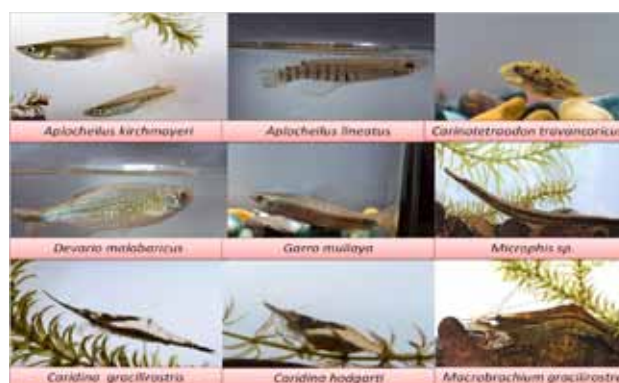 Aplocheilus kirchmayeri
Aplocheilus lineatus
Carinotetraodon travancoricus
Devario malabaricus
Garra mullaya
Microphis sp.
Caridina gracilirostris
Caridina hodgarti
Macrobrachium gracilirostre